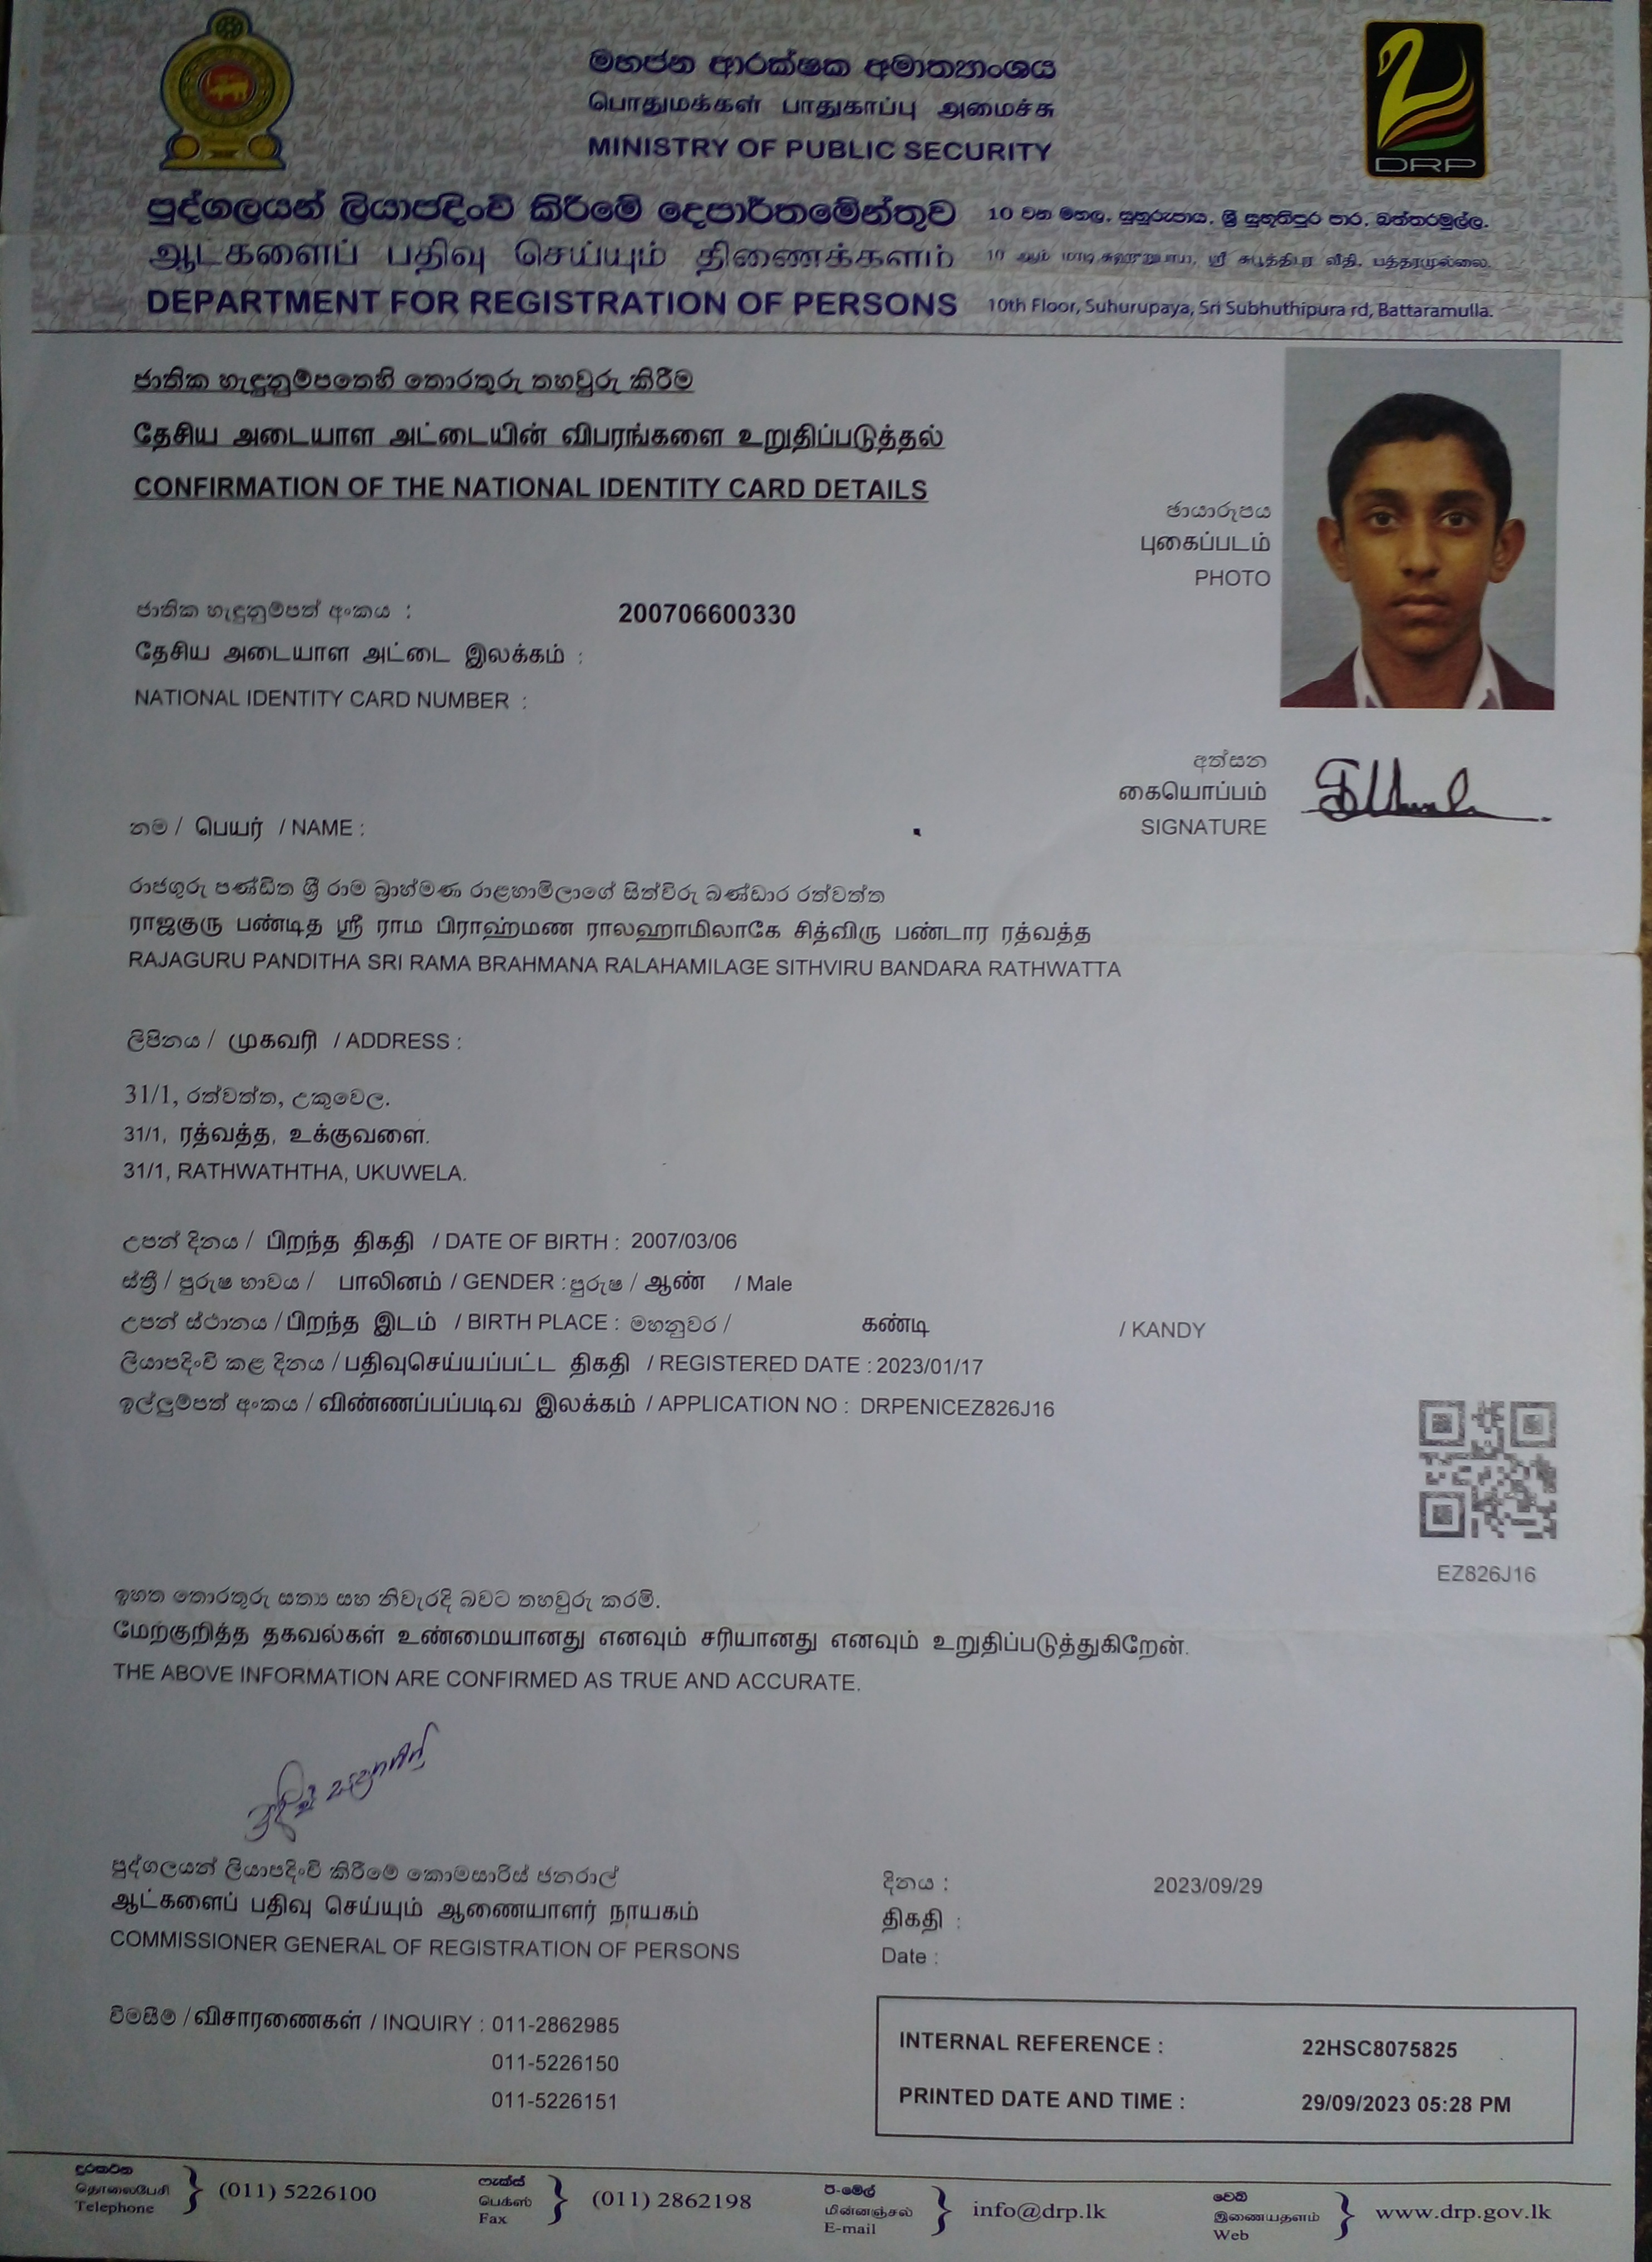 මහජන ආරක්ෂක අමාත්‍යාංශය
பொதுமக்கள் பாதுகாப்பு அமைச்சு
MINISTRY OF PUBLIC SECURITY
DRP
පුද්ගලයන් ලියාපදිංචි කිරීමේ දෙපාර්තමේන්තුව
10 වන මහල, සුහුරුපාය, ශ්‍රී සුභූතිපුර පාර, බත්තරමුල්ල.
ஆட்களைப் பதிவு செய்யும் திணைக்களம்
10 ஆம் மாடி, சுஹுறுபாய, ஸ்ரீ சுபூத்திபுர வீதி, பத்தரமுல்லை.
DEPARTMENT FOR REGISTRATION OF PERSONS
10th Floor, Suhurupaya, Sri Subhuthipura rd, Battaramulla.
ජාතික හැඳුනුම්පතෙහි තොරතුරු තහවුරු කිරීම
தேசிய அடையாள அட்டையின் விபரங்களை உறுதிப்படுத்தல்
CONFIRMATION OF THE NATIONAL IDENTITY CARD DETAILS
ඡායාරූපය
புகைப்படம்
PHOTO
ජාතික හැඳුනුම්පත් අංකය : 200706600330
தேசிய அடையாள அட்டை இலக்கம் :
NATIONAL IDENTITY CARD NUMBER :
අත්සන
கையொப்பம்
SIGNATURE
නම / பெயர் / NAME :
රාජගුරු පණ්ඩිත ශ්‍රී රාම බ්‍රාහ්මණ රාළහාමිලාගේ සිත්විරු බණ්ඩාර රත්වත්ත
ராஜகுரு பண்டித ஸ்ரீ ராம பிராஹ்மண ராலஹாமிலாகே சித்விரு பண்டார ரத்வத்த
RAJAGURU PANDITHA SRI RAMA BRAHMANA RALAHAMILAGE SITHVIRU BANDARA RATHWATTA
ලිපිනය / முகவரி / ADDRESS :
31/1, රත්වත්ත, උකුවෙල.
31/1, ரத்வத்த, உக்குவளை.
31/1, RATHWATHTHA, UKUWELA.
උපන් දිනය / பிறந்த திகதி / DATE OF BIRTH : 2007/03/06
ස්ත්‍රී / පුරුෂ භාවය / பாலினம் / GENDER : පුරුෂ / ஆண் / Male
උපන් ස්ථානය / பிறந்த இடம் / BIRTH PLACE : මහනුවර / கண்டி / KANDY
ලියාපදිංචි කළ දිනය / பதிவுசெய்யப்பட்ட திகதி / REGISTERED DATE : 2023/01/17
ඉල්ලුම්පත් අංකය / விண்ணப்பப்படிவ இலக்கம் / APPLICATION NO : DRPENICEZ826J16
EZ826J16
ඉහත තොරතුරු සත්‍ය සහ නිවැරදි බවට තහවුරු කරමි.
மேற்குறித்த தகவல்கள் உண்மையானது எனவும் சரியானது எனவும் உறுதிப்படுத்துகிறேன்.
THE ABOVE INFORMATION ARE CONFIRMED AS TRUE AND ACCURATE.
පුද්ගලයන් ලියාපදිංචි කිරීමේ කොමසාරිස් ජනරාල්
ஆட்களைப் பதிவு செய்யும் ஆணையாளர் நாயகம்
COMMISSIONER GENERAL OF REGISTRATION OF PERSONS
දිනය : 2023/09/29
திகதி :
Date :
විමසීම / விசாரணைகள் / INQUIRY : 011-2862985
011-5226150
011-5226151
INTERNAL REFERENCE : 22HSC8075825
PRINTED DATE AND TIME : 29/09/2023 05:28 PM
දුරකථන
தொலைபேசி
Telephone
(011) 5226100
ෆැක්ස්
பெக்ஸ்
Fax
(011) 2862198
ඊ-මේල්
மின்னஞ்சல்
E-mail
info@drp.lk
වෙබ්
இணையதளம்
Web
www.drp.gov.lk